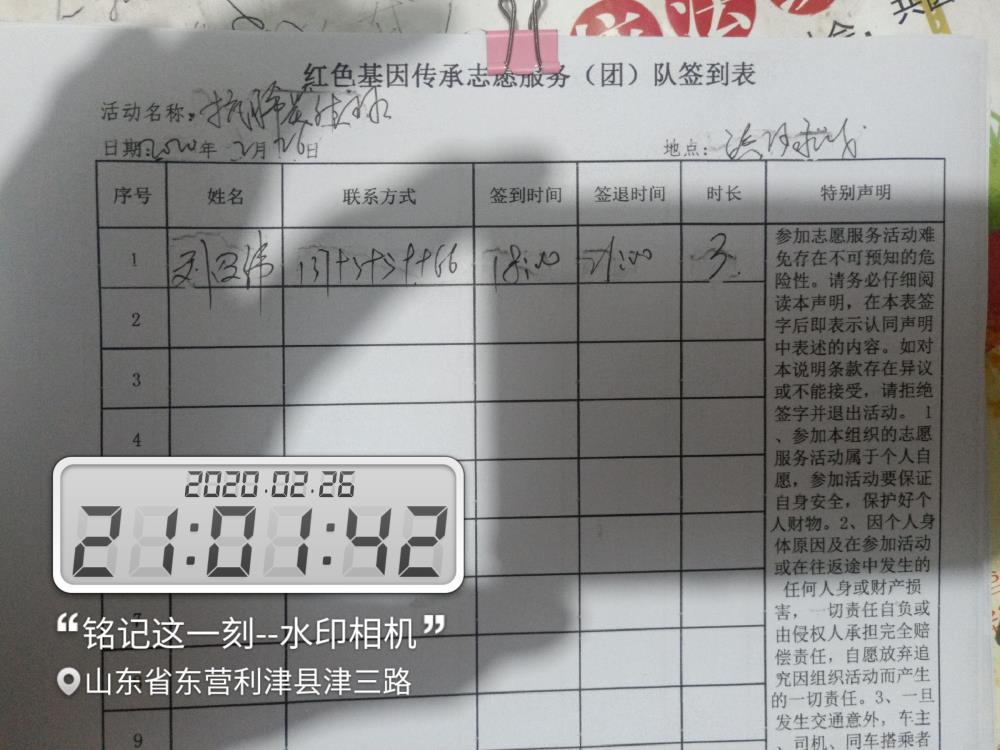 红色基因传承志愿服务（团）队签到表
活动名称：
日期：2020年 2月 26日
地点：
序号 姓名 联系方式 签到时间 签退时间 时长 特别声明
1 18:00 21:00 3.
2
3
4
7
9
参加志愿服务活动难
免存在不可预知的危
险性。请务必仔细阅
读本声明，在本表签
字后即表示认同声明
中表述的内容。如对
本说明条款存在异议
或不能接受，请拒绝
签字并退出活动。 1
、参加本组织的志愿
服务活动属于个人自
愿，参加活动要保证
自身安全，保护好个
人财物。2、因个人身
体原因及在参加活动
或在往返途中发生的
任何人身或财产损
害，一切责任自负或
由侵权人承担完全赔
偿责任，自愿放弃追
究因组织活动而产生
的一切责任。3、一旦
发生交通意外，车主
、司机、同车搭乘者
2020.02.26
21:01:42
“铭记这一刻--水印相机”
山东省东营利津县津三路